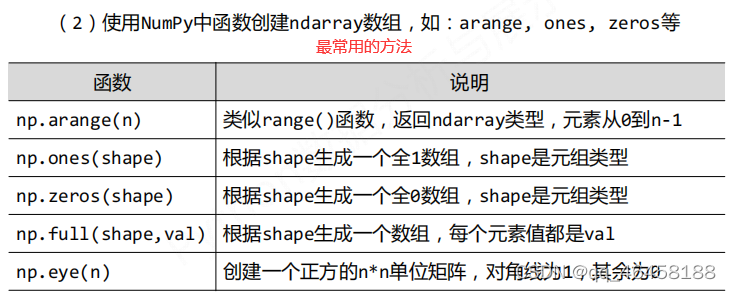 （2）使用NumPy中函数创建ndarray数组，如：arange, ones, zeros等
最常用的方法
函数 说明
np.arange(n) 类似range()函数，返回ndarray类型，元素从0到n-1
np.ones(shape) 根据shape生成一个全1数组，shape是元组类型
np.zeros(shape) 根据shape生成一个全0数组，shape是元组类型
np.full(shape,val) 根据shape生成一个数组，每个元素值都是val
np.eye(n) 创建一个正方的n*n单位矩阵，对角线为1，其余为0